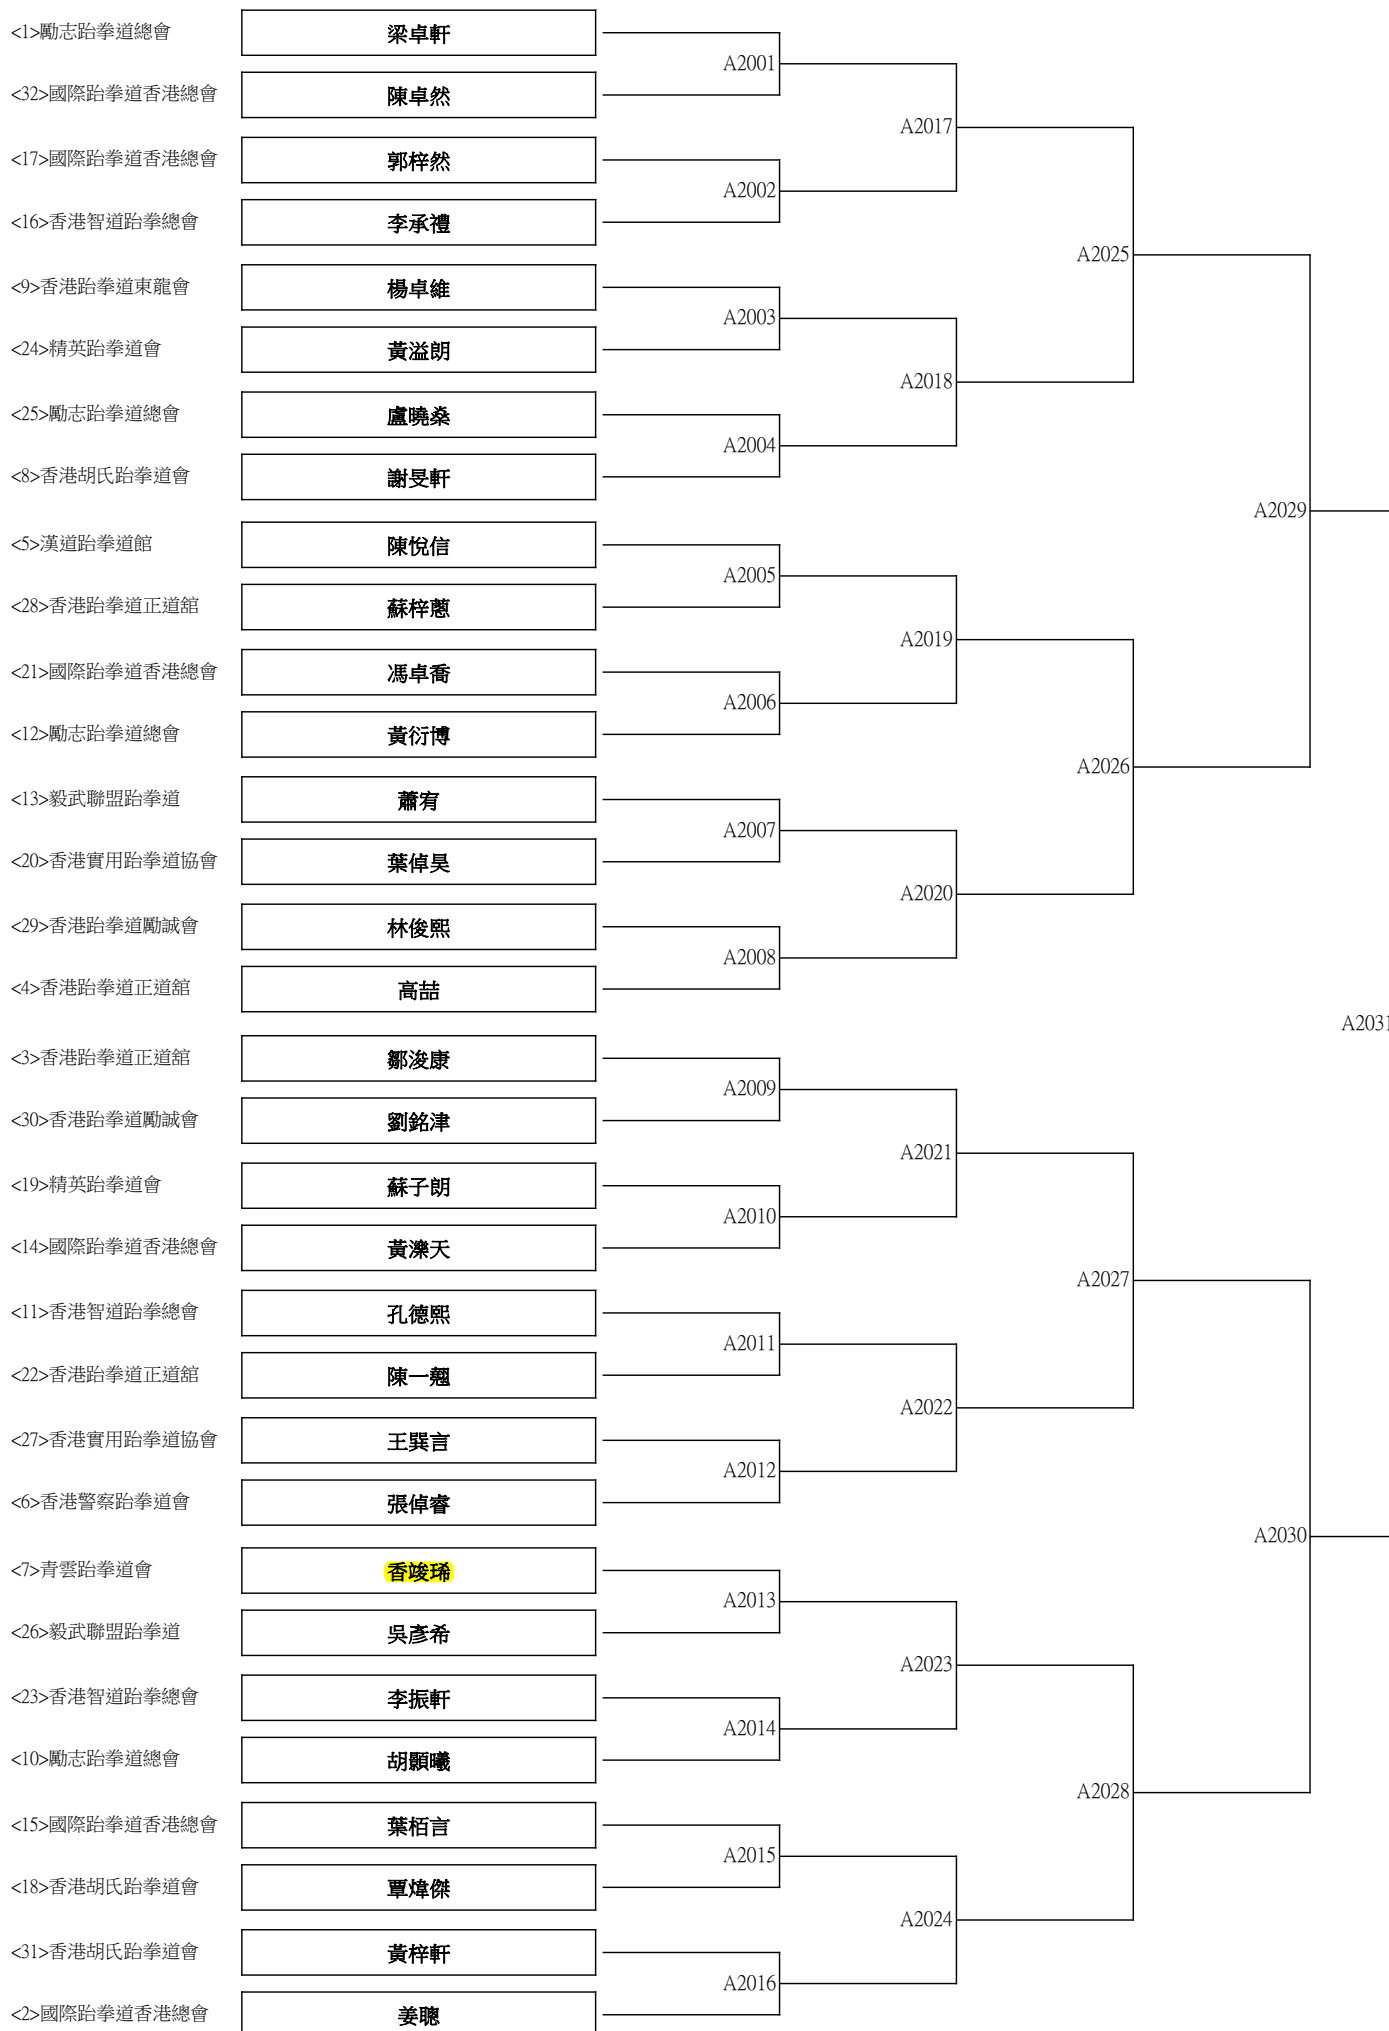 <1>勵志跆拳道總會 梁卓軒
A2001
<32>國際跆拳道香港總會 陳卓然
A2017
<17>國際跆拳道香港總會 郭梓然
A2002
<16>香港智道跆拳總會 李承禮
A2025
<9>香港跆拳道東龍會 楊卓維
A2003
<24>精英跆拳道會 黃溢朗
A2018
<25>勵志跆拳道總會 盧曉燊
A2004
<8>香港胡氏跆拳道會 謝旻軒
A2029
<5>漢道跆拳道館 陳悅信
A2005
<28>香港跆拳道正道舘 蘇梓蔥
A2019
<21>國際跆拳道香港總會 馮卓喬
A2006
<12>勵志跆拳道總會 黃衍博
A2026
<13>毅武聯盟跆拳道 蕭宥
A2007
<20>香港實用跆拳道協會 葉倬昊
A2020
<29>香港跆拳道勵誠會 林俊熙
A2008
<4>香港跆拳道正道舘 高喆
A2031
<3>香港跆拳道正道舘 鄒浚康
A2009
<30>香港跆拳道勵誠會 劉銘津
A2021
<19>精英跆拳道會 蘇子朗
A2010
<14>國際跆拳道香港總會 黃濼天
A2027
<11>香港智道跆拳總會 孔德熙
A2011
<22>香港跆拳道正道舘 陳一翹
A2022
<27>香港實用跆拳道協會 王巽言
A2012
<6>香港警察跆拳道會 張倬睿
A2030
<7>青雲跆拳道會 香竣琋
A2013
<26>毅武聯盟跆拳道 吳彥希
A2023
<23>香港智道跆拳總會 李振軒
A2014
<10>勵志跆拳道總會 胡顥曦
A2028
<15>國際跆拳道香港總會 葉栢言
A2015
<18>香港胡氏跆拳道會 覃煒傑
A2024
<31>香港胡氏跆拳道會 黃梓軒
A2016
<2>國際跆拳道香港總會 姜聰